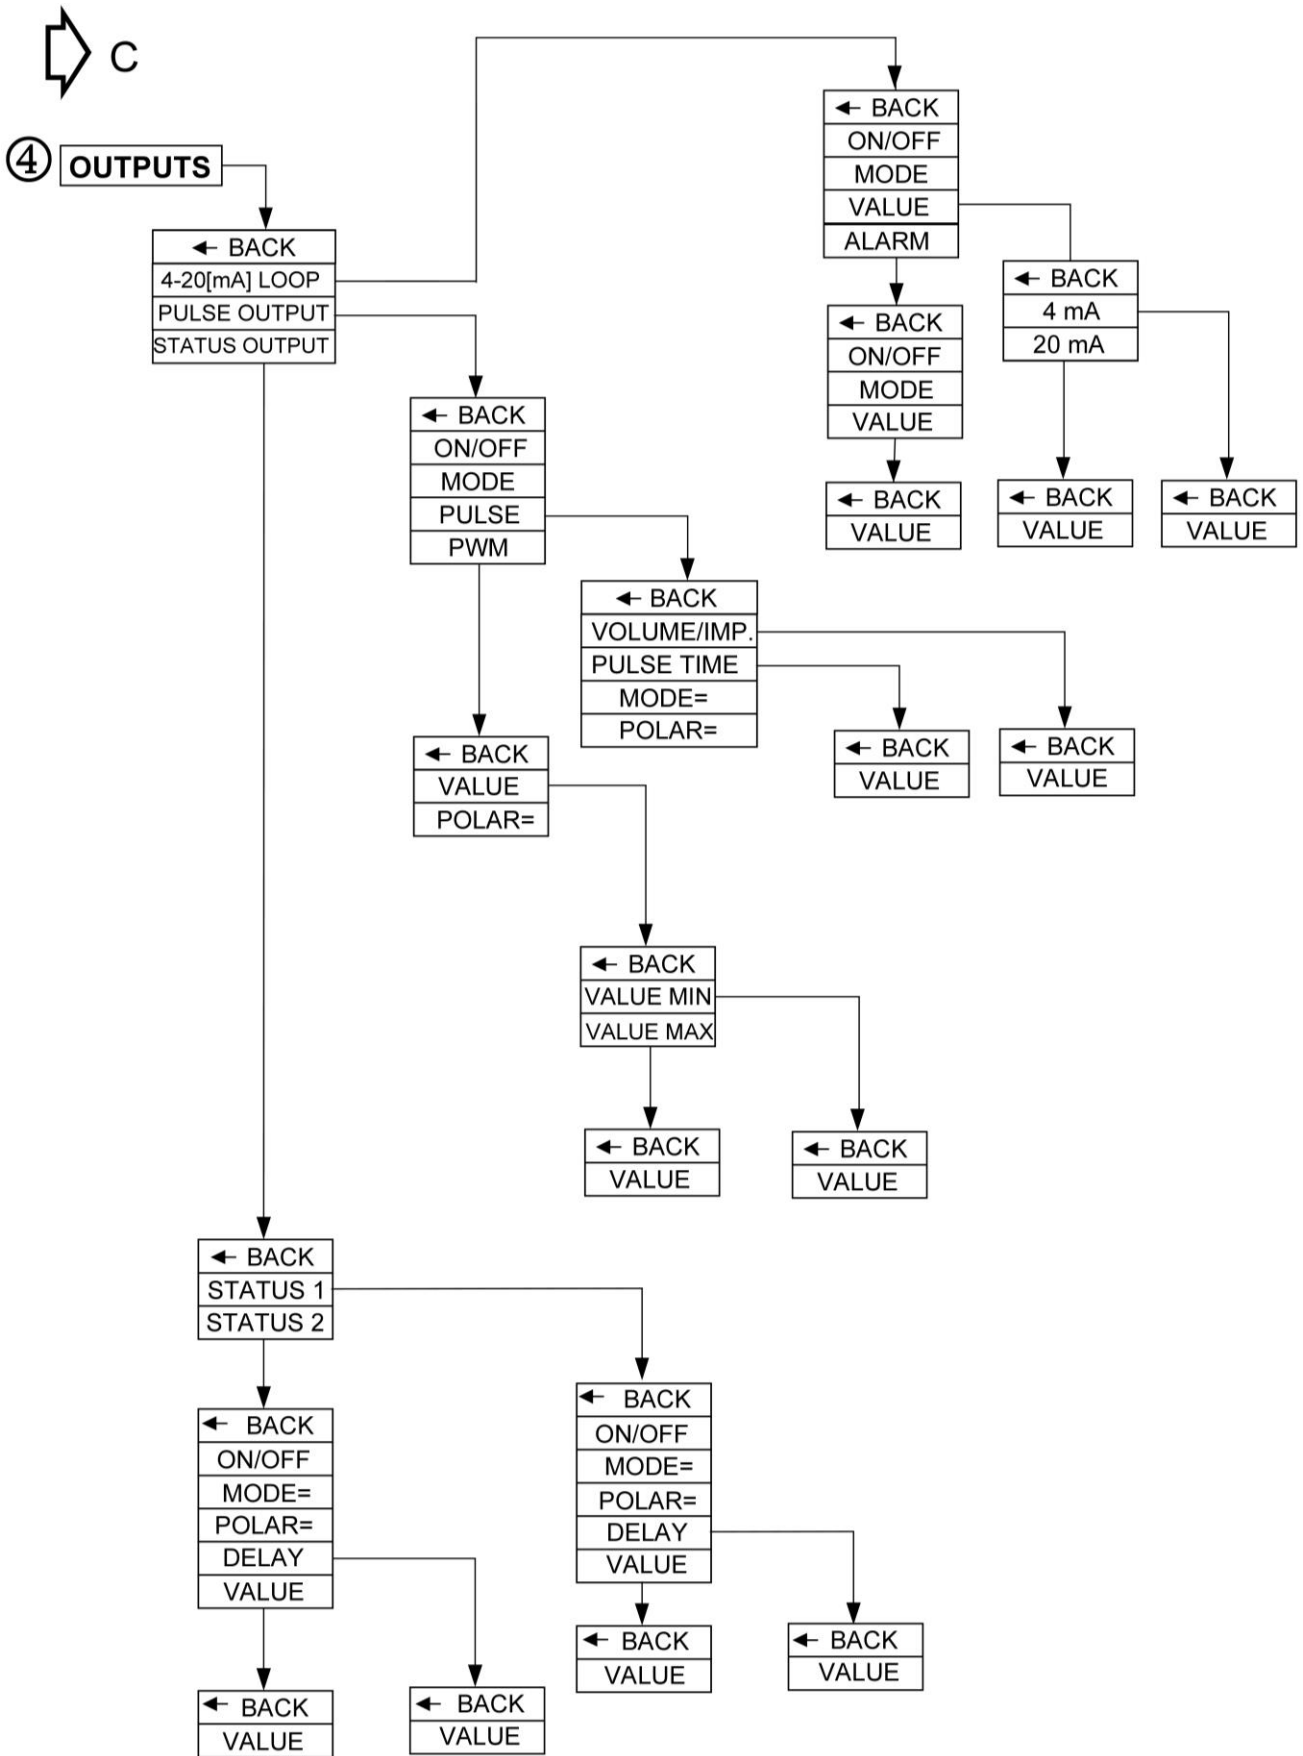 C
④ OUTPUTS
← BACK
4-20[mA] LOOP
PULSE OUTPUT
STATUS OUTPUT
← BACK
ON/OFF
MODE
VALUE
ALARM
← BACK
4 mA
20 mA
← BACK
ON/OFF
MODE
VALUE
← BACK
VALUE
← BACK
VALUE
← BACK
VALUE
← BACK
ON/OFF
MODE
PULSE
PWM
← BACK
VOLUME/IMP.
PULSE TIME
MODE=
POLAR=
← BACK
VALUE
← BACK
VALUE
← BACK
VALUE
POLAR=
← BACK
VALUE MIN
VALUE MAX
← BACK
VALUE
← BACK
VALUE
← BACK
STATUS 1
STATUS 2
← BACK
ON/OFF
MODE=
POLAR=
DELAY
VALUE
← BACK
ON/OFF
MODE=
POLAR=
DELAY
VALUE
← BACK
VALUE
← BACK
VALUE
← BACK
VALUE
← BACK
VALUE